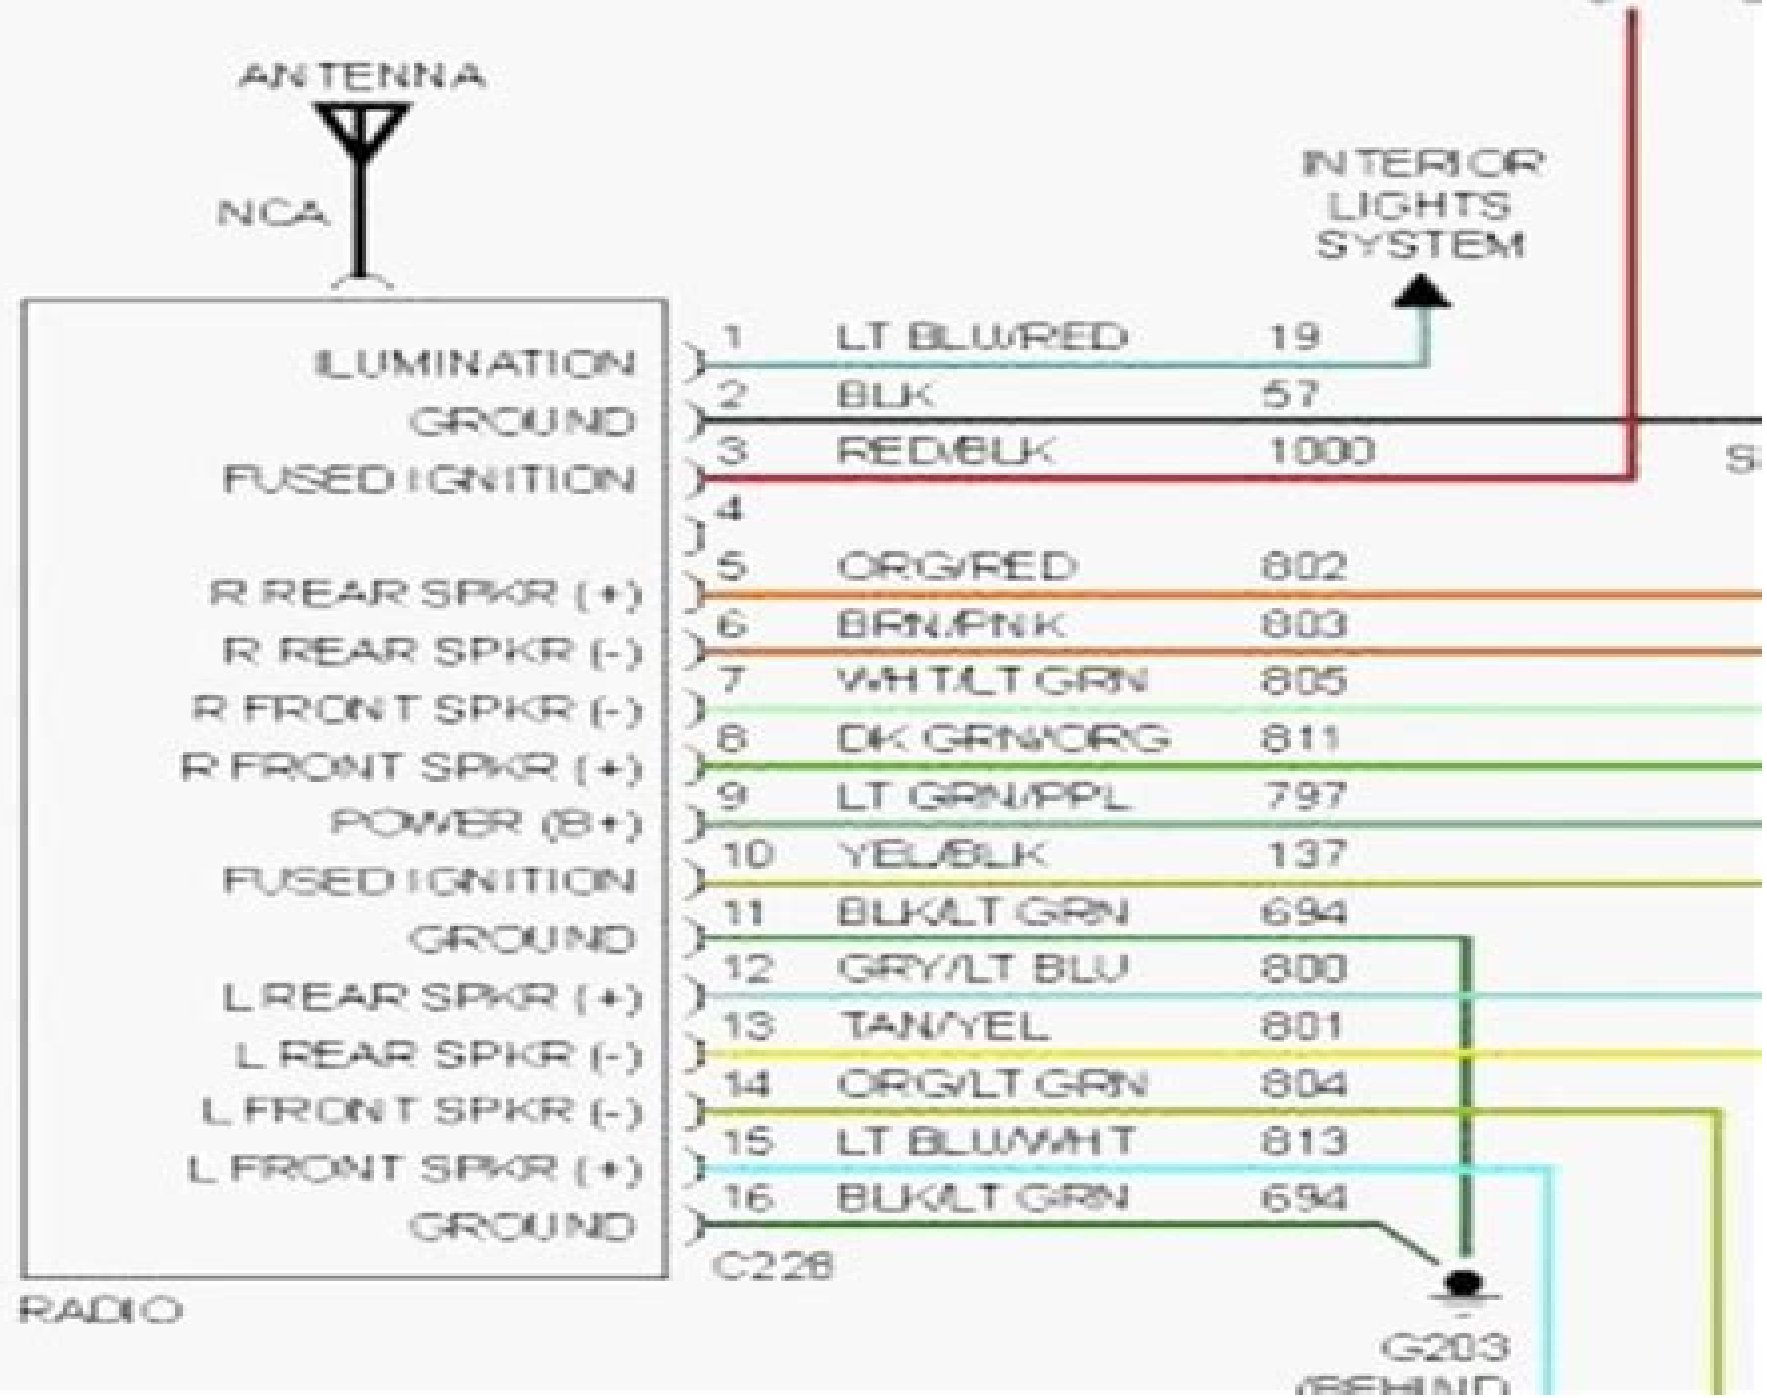 ANTENNA
NCA
INTERIOR
LIGHTS
SYSTEM
ILUMINATION 1 LT BLU/RED 19
GROUND 2 BLK 57
FUSED IGNITION 3 RED/BLK 1000
4
R REAR SPKR (+) 5 ORG/RED 802
R REAR SPKR (-) 6 BRN/PNK 803
R FRONT SPKR (-) 7 WHT/LT GRN 805
R FRONT SPKR (+) 8 DK GRN/ORG 811
POWER (B+) 9 LT GRN/PPL 797
FUSED IGNITION 10 YEL/BLK 137
GROUND 11 BLK/LT GRN 694
L REAR SPKR (+) 12 GRY/LT BLU 800
L REAR SPKR (-) 13 TAN/YEL 801
L FRONT SPKR (-) 14 ORG/LT GRN 804
L FRONT SPKR (+) 15 LT BLU/WHT 813
GROUND 16 BLK/LT GRN 694
C228
RADIO
G203
(BEHIND